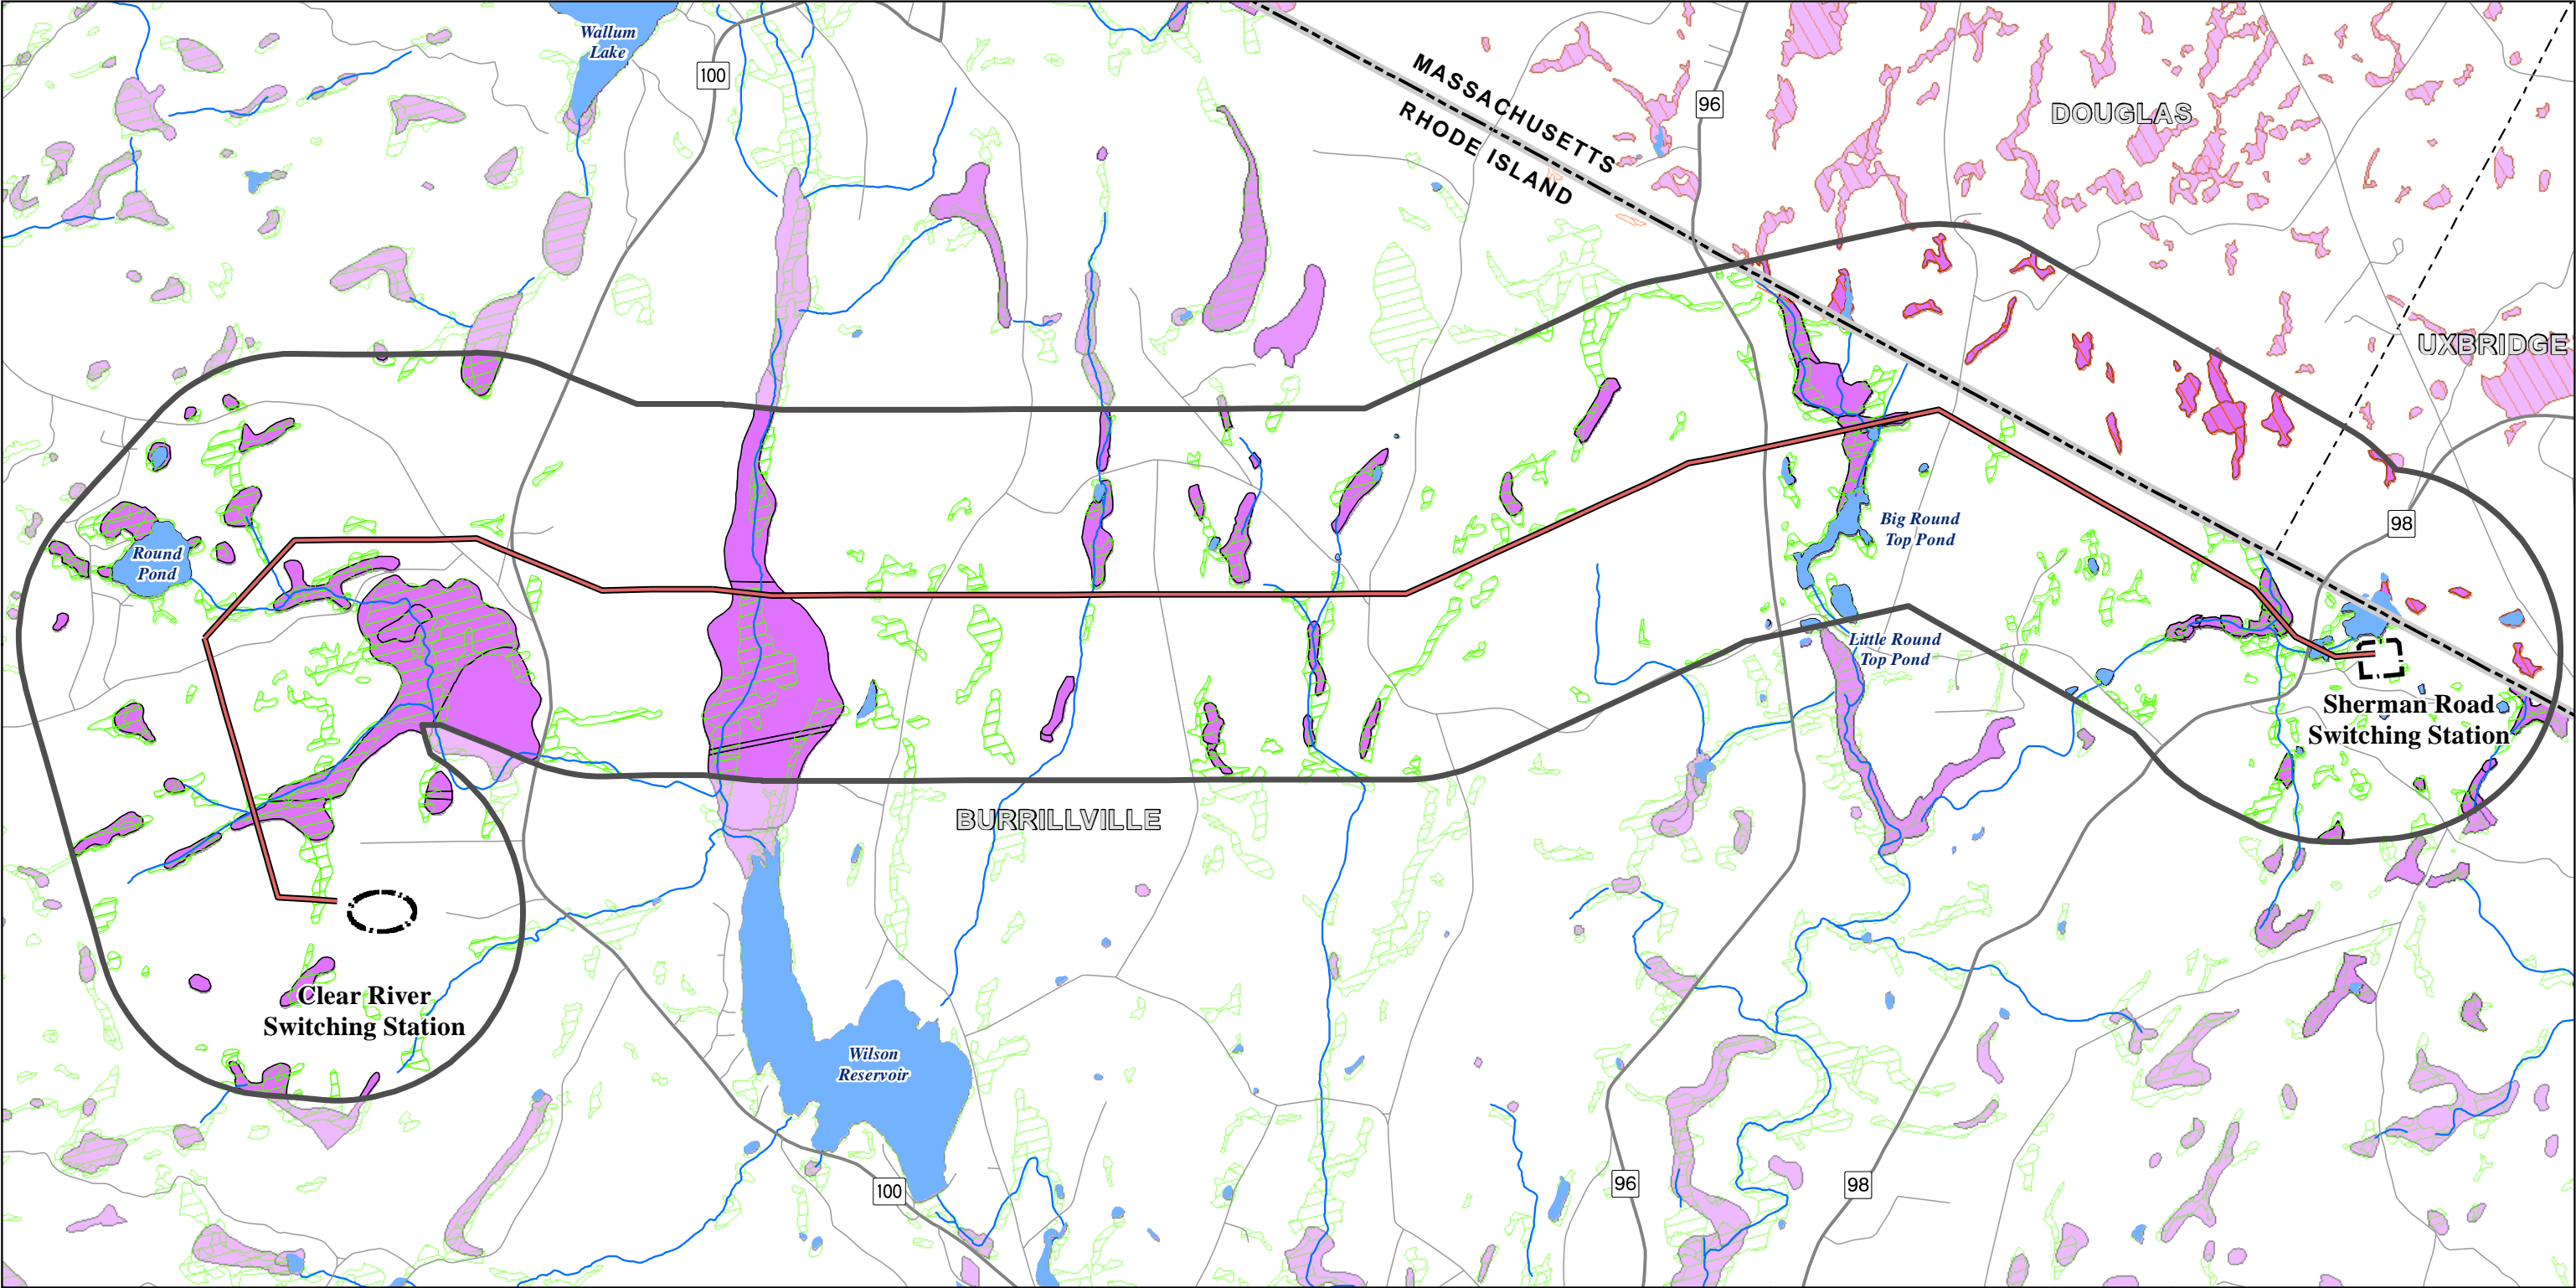 Wallum
Lake
100
MASSACHUSETTS
RHODE ISLAND
96
DOUGLAS
UXBRIDGE
98
Round
Pond
Big Round
Top Pond
Little Round
Top Pond
Sherman Road
Switching Station
BURRILLVILLE
Clear River
Switching Station
Wilson
Reservoir
100
96
98